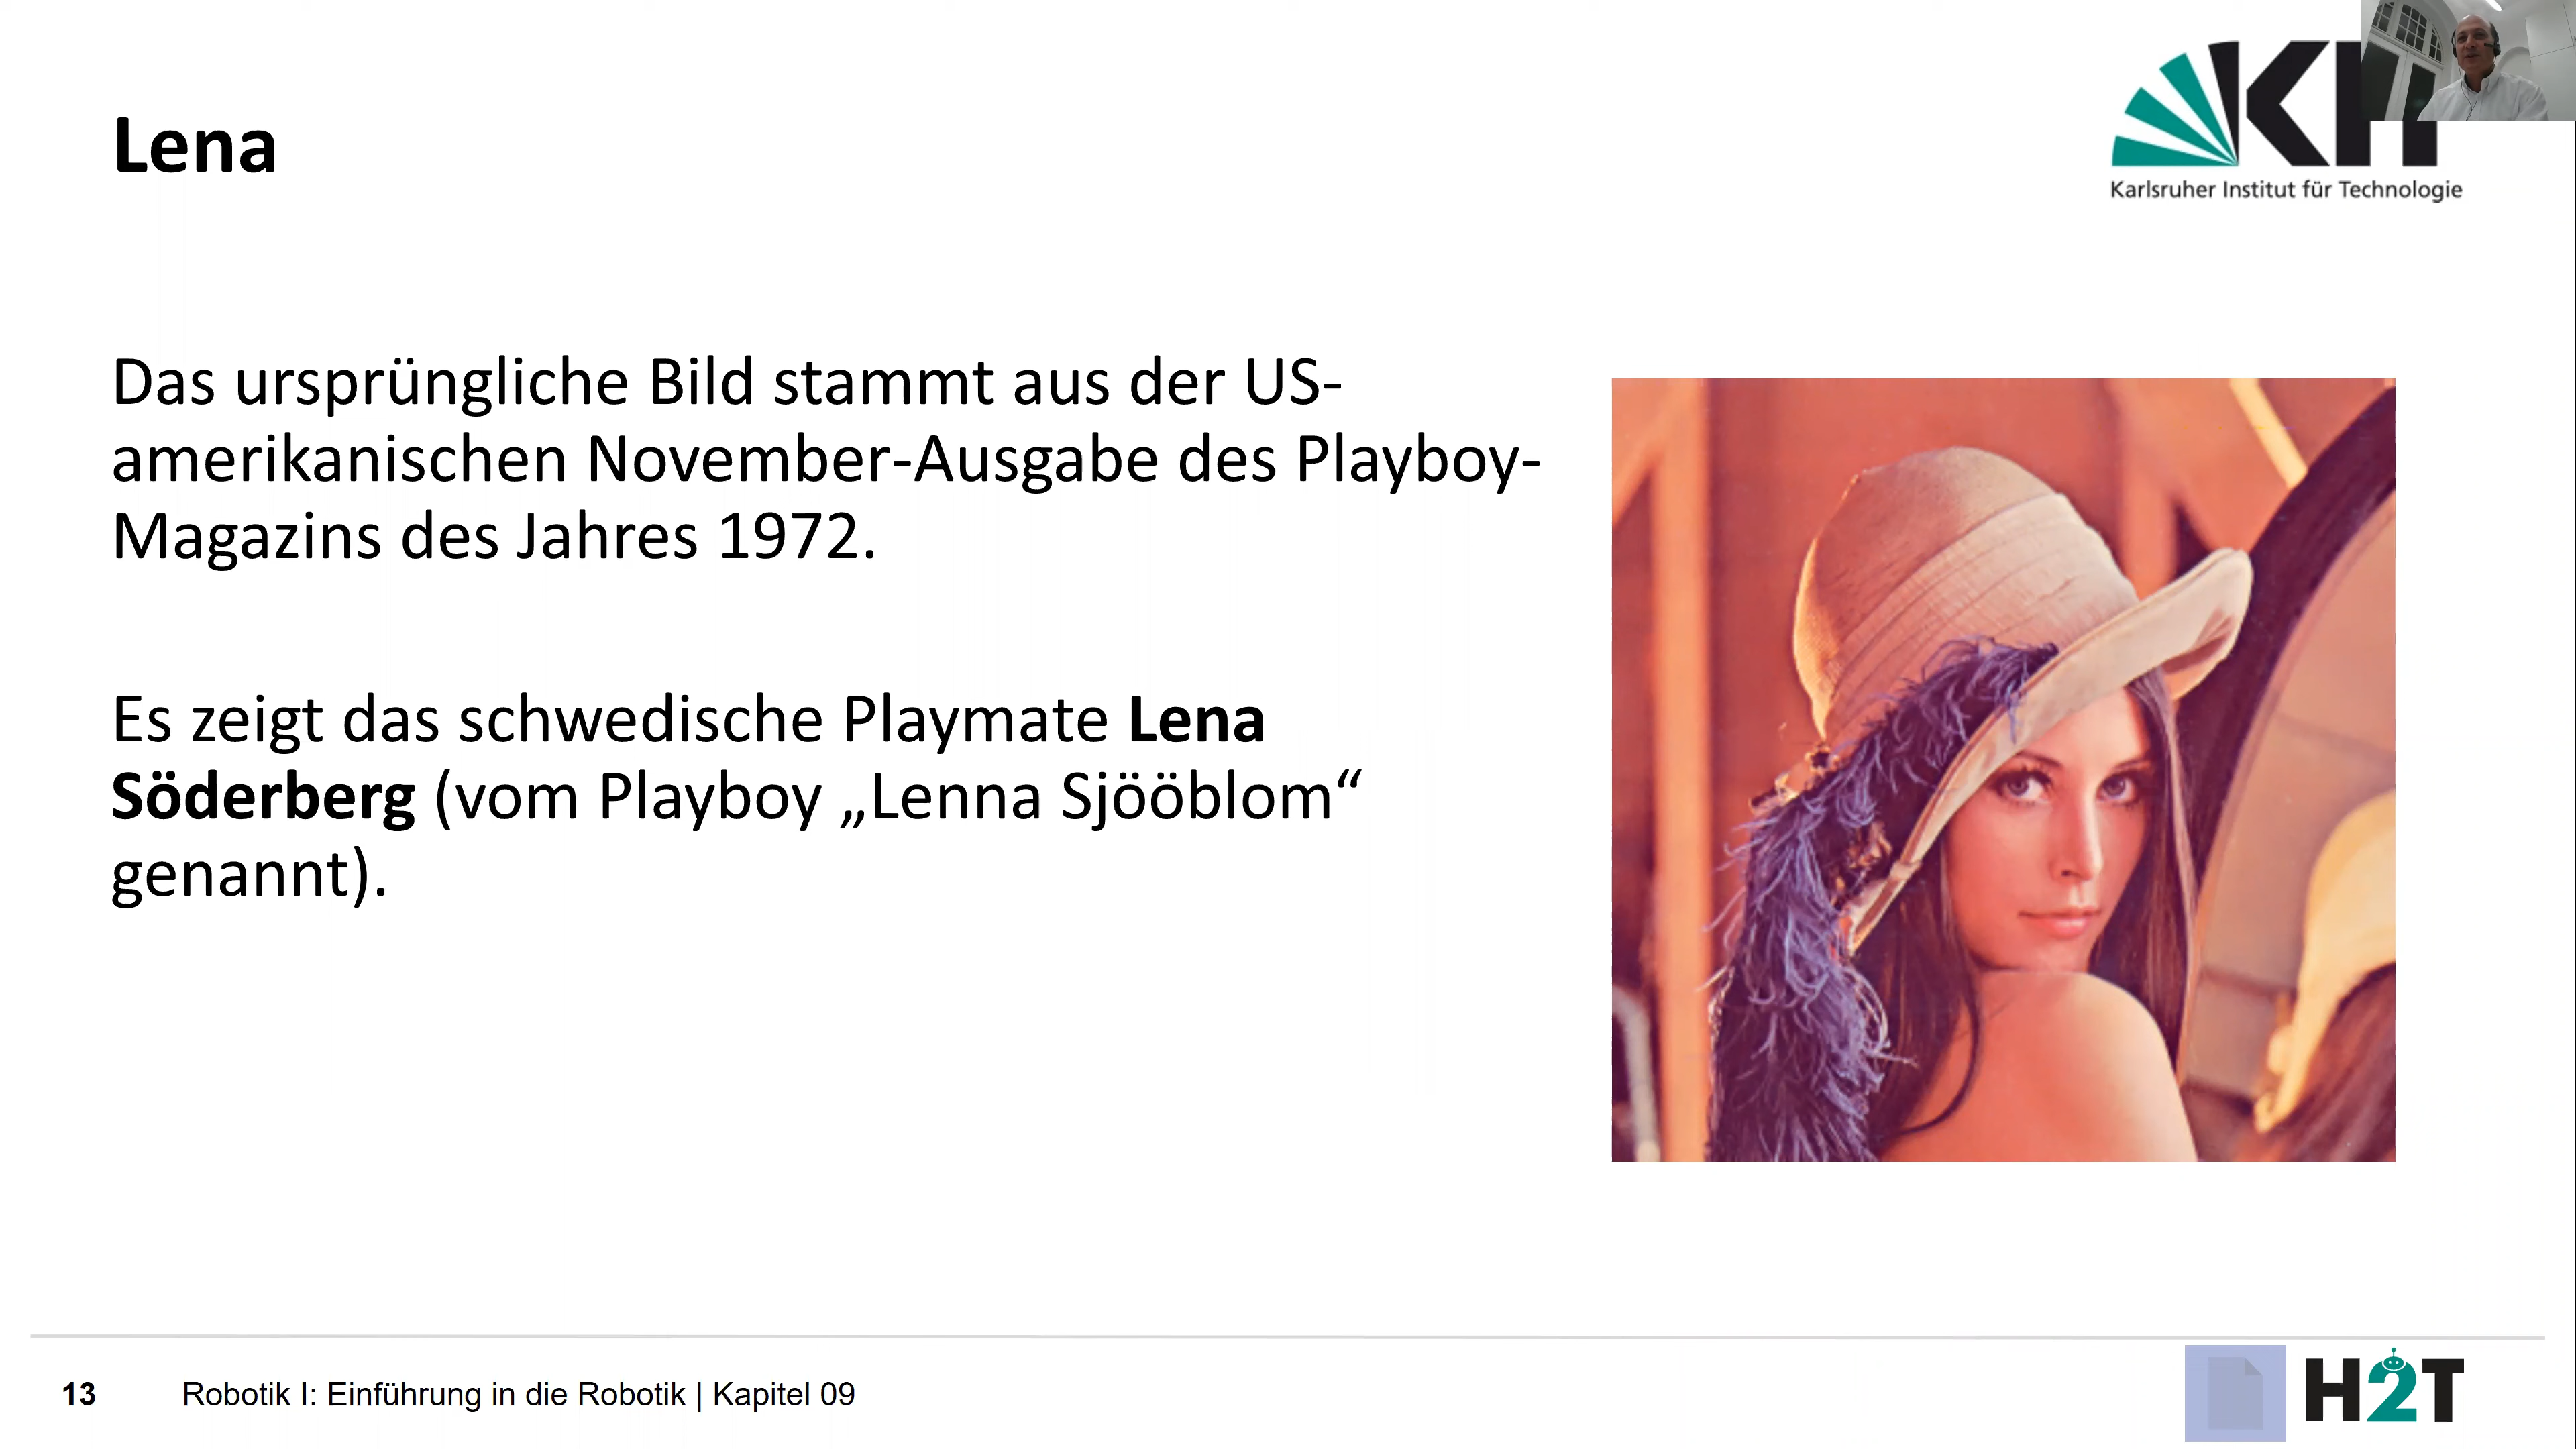 Lena
Karlsruher Institut für Technologie
Das ursprüngliche Bild stammt aus der US-
amerikanischen November-Ausgabe des Playboy-
Magazins des Jahres 1972.
Es zeigt das schwedische Playmate Lena
Söderberg (vom Playboy „Lenna Sjööblom“
genannt).
13 Robotik I: Einführung in die Robotik | Kapitel 09
H2T